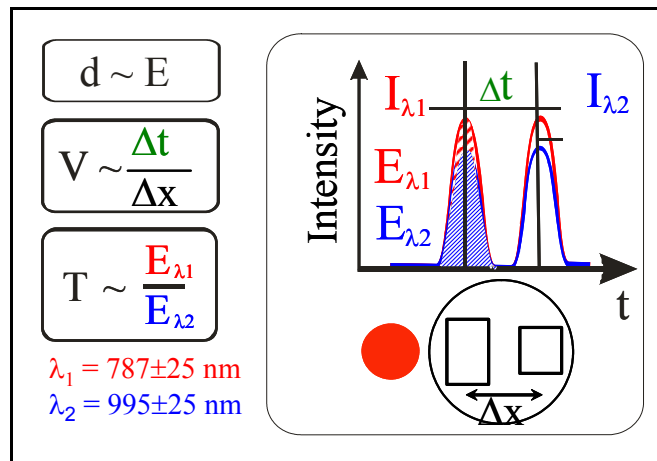 d ~ E
V ~ Δt
Δx
T ~ Eλ1
Eλ2
λ1 = 787±25 nm
λ2 = 995±25 nm
Intensity
Iλ1
Δt
Iλ2
Eλ1
Eλ2
t
Δx